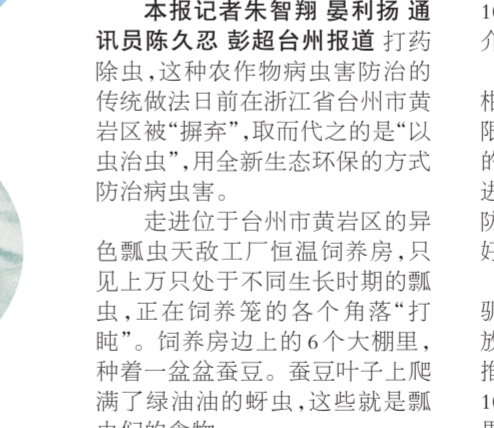 本报记者朱智翔 晏利扬 通
讯员陈久忍 彭超台州报道 打药
除虫，这种农作物病虫害防治的
传统做法日前在浙江省台州市黄
岩区被“摒弃”，取而代之的是“以
虫治虫”，用全新生态环保的方式
防治病虫害。
走进位于台州市黄岩区的异
色瓢虫天敌工厂恒温饲养房，只
见上万只处于不同生长时期的瓢
虫，正在饲养笼的各个角落“打
盹”。饲养房边上的6个大棚里，
种着一盆盆蚕豆。蚕豆叶子上爬
满了绿油油的蚜虫，这些就是瓢